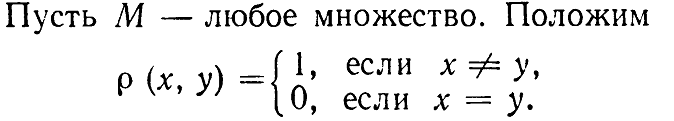 Пусть M — любое множество. Положим
ρ (x, y) = { 1, если x ≠ y,
0, если x = y.